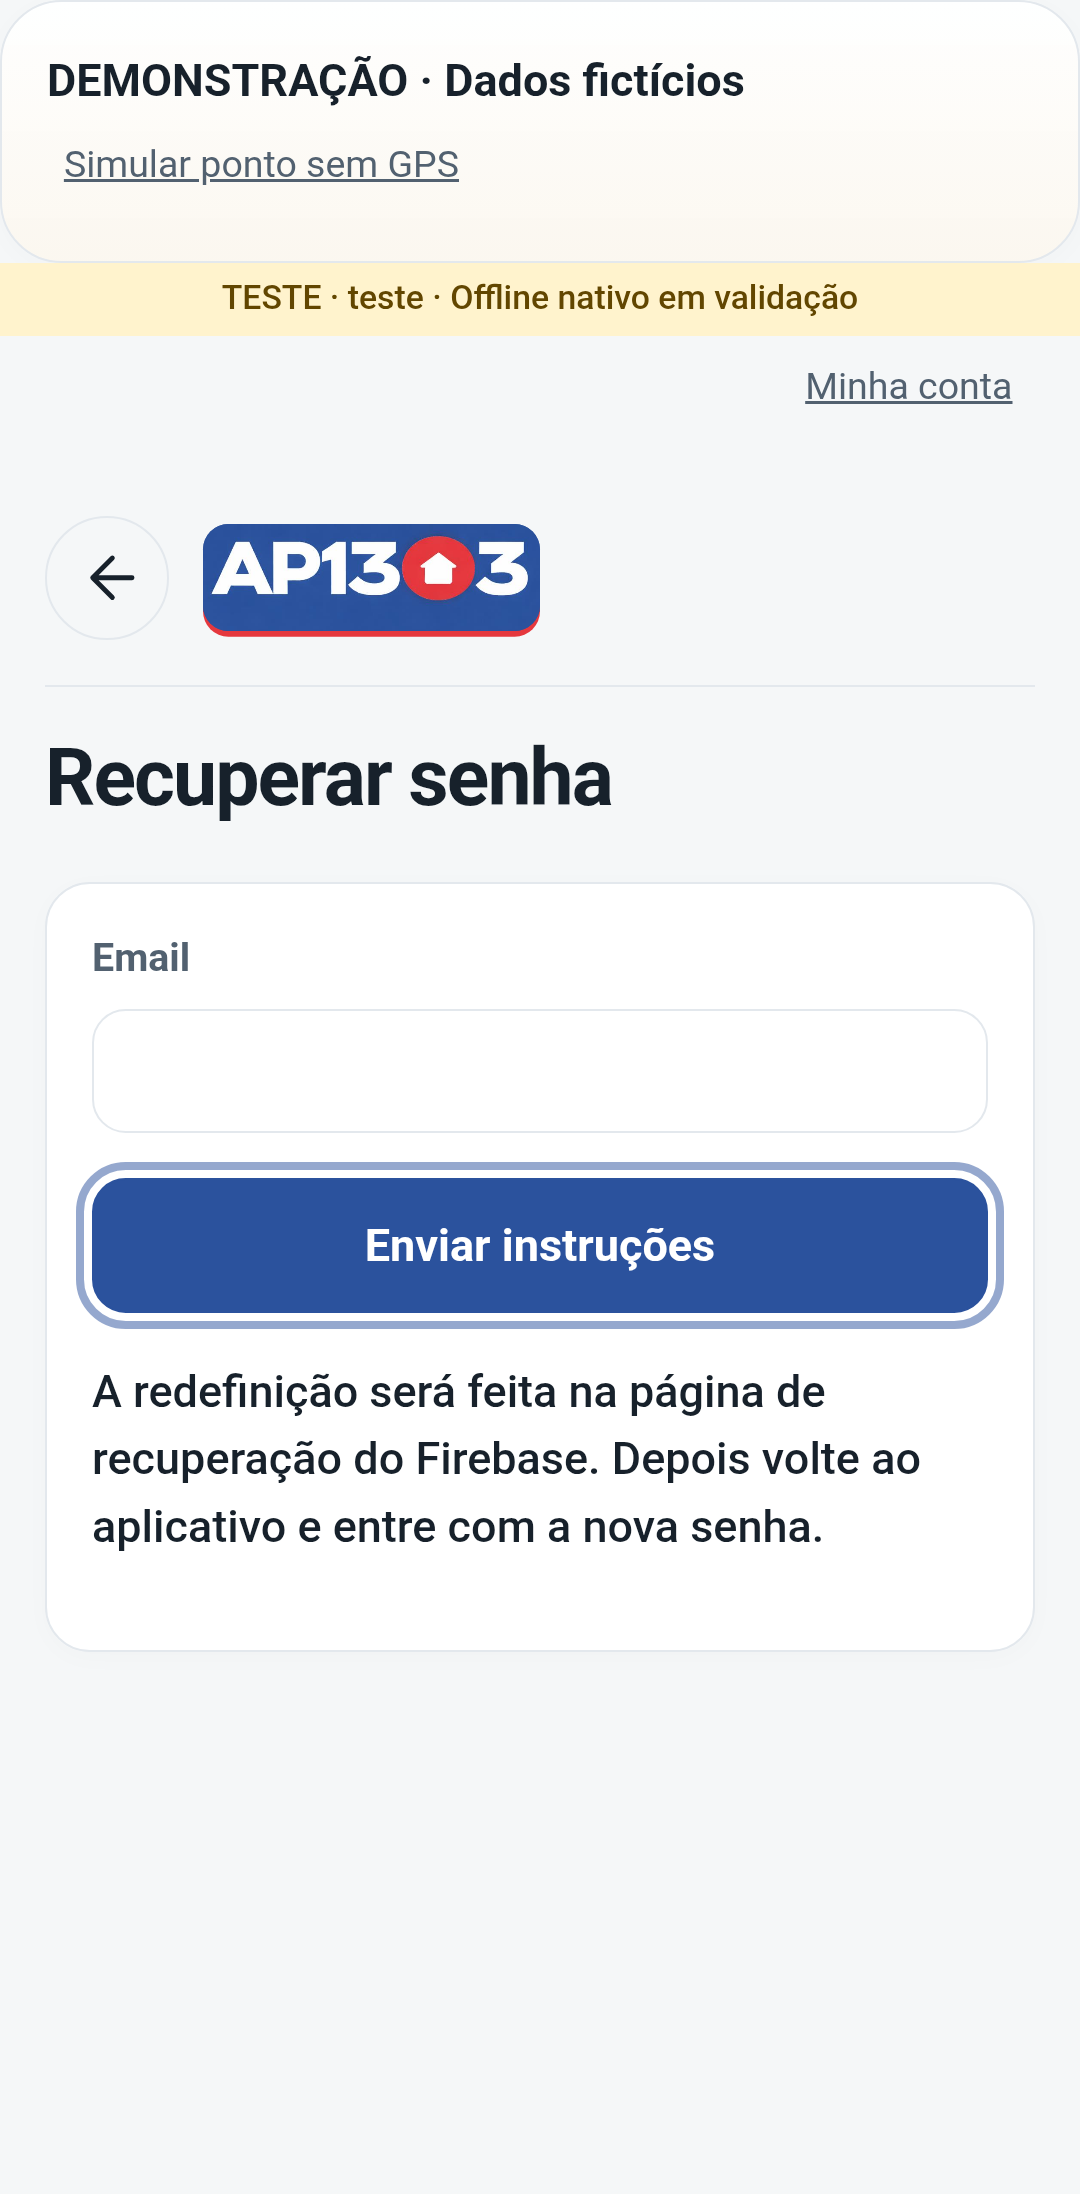 DEMONSTRAÇÃO · Dados fictícios
Simular ponto sem GPS
TESTE · teste · Offline nativo em validação
Minha conta
AP1303
Recuperar senha
Email
Enviar instruções
A redefinição será feita na página de
recuperação do Firebase. Depois volte ao
aplicativo e entre com a nova senha.